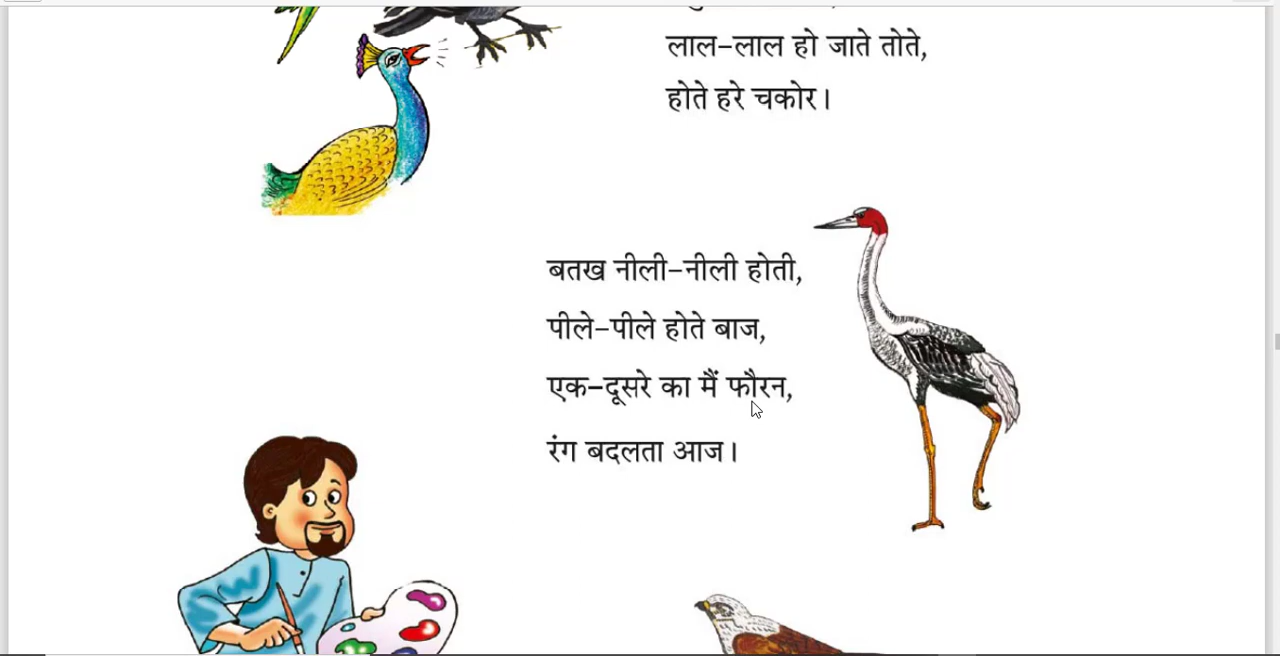 लाल-लाल हो जाते तोते,
होते हरे चकोर।
बतख नीली-नीली होती,
पीले-पीले होते बाज,
एक-दूसरे का मैं फौरन,
रंग बदलता आज।